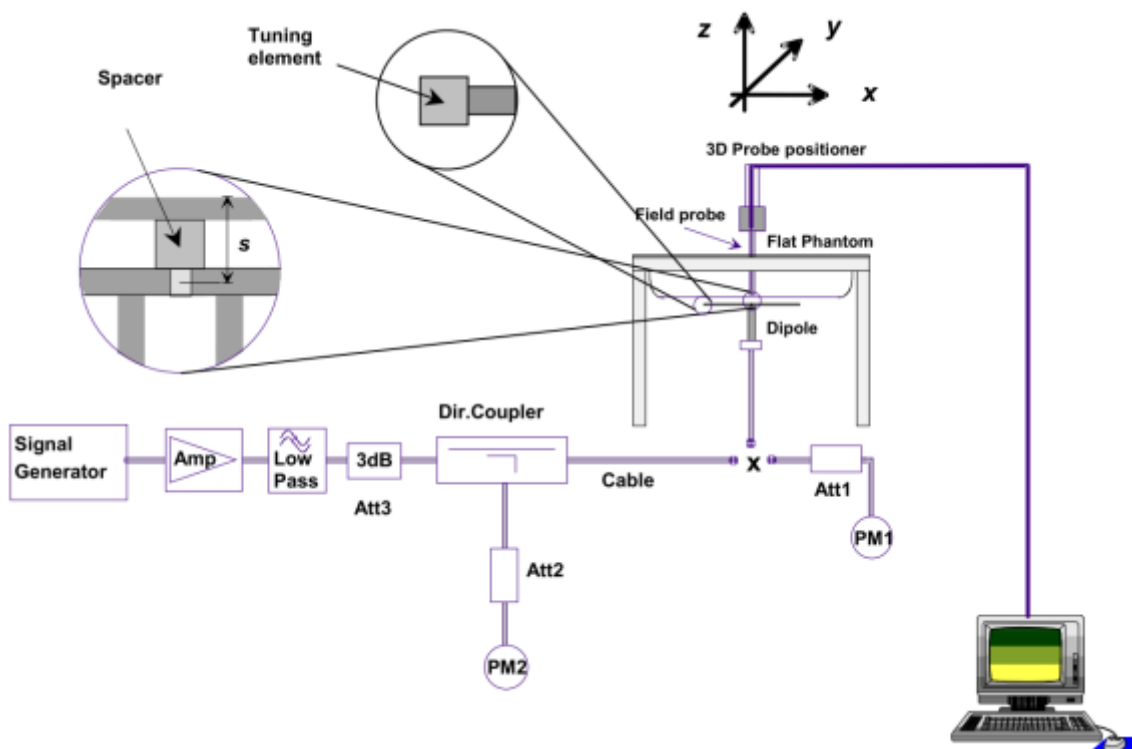 Tuning
element
Spacer
z
y
x
3D Probe positioner
Field probe
Flat Phantom
s
Dipole
Dir.Coupler
Signal
Generator
Amp
Low
Pass
3dB
Att3
Cable
x
Att1
PM1
Att2
PM2